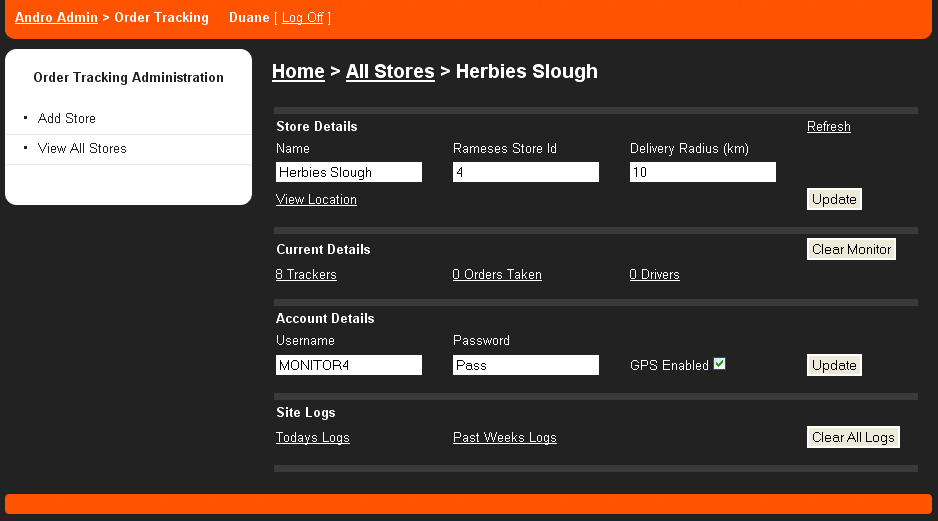 Andro Admin > Order Tracking Duane [ Log Off ]
Order Tracking Administration
Add Store
View All Stores
Home > All Stores > Herbies Slough
Store Details Refresh
Name Rameses Store Id Delivery Radius (km)
Herbies Slough 4 10
View Location Update
Current Details Clear Monitor
8 Trackers 0 Orders Taken 0 Drivers
Account Details
Username Password
MONITOR4 Pass GPS Enabled Update
Site Logs
Todays Logs Past Weeks Logs Clear All Logs